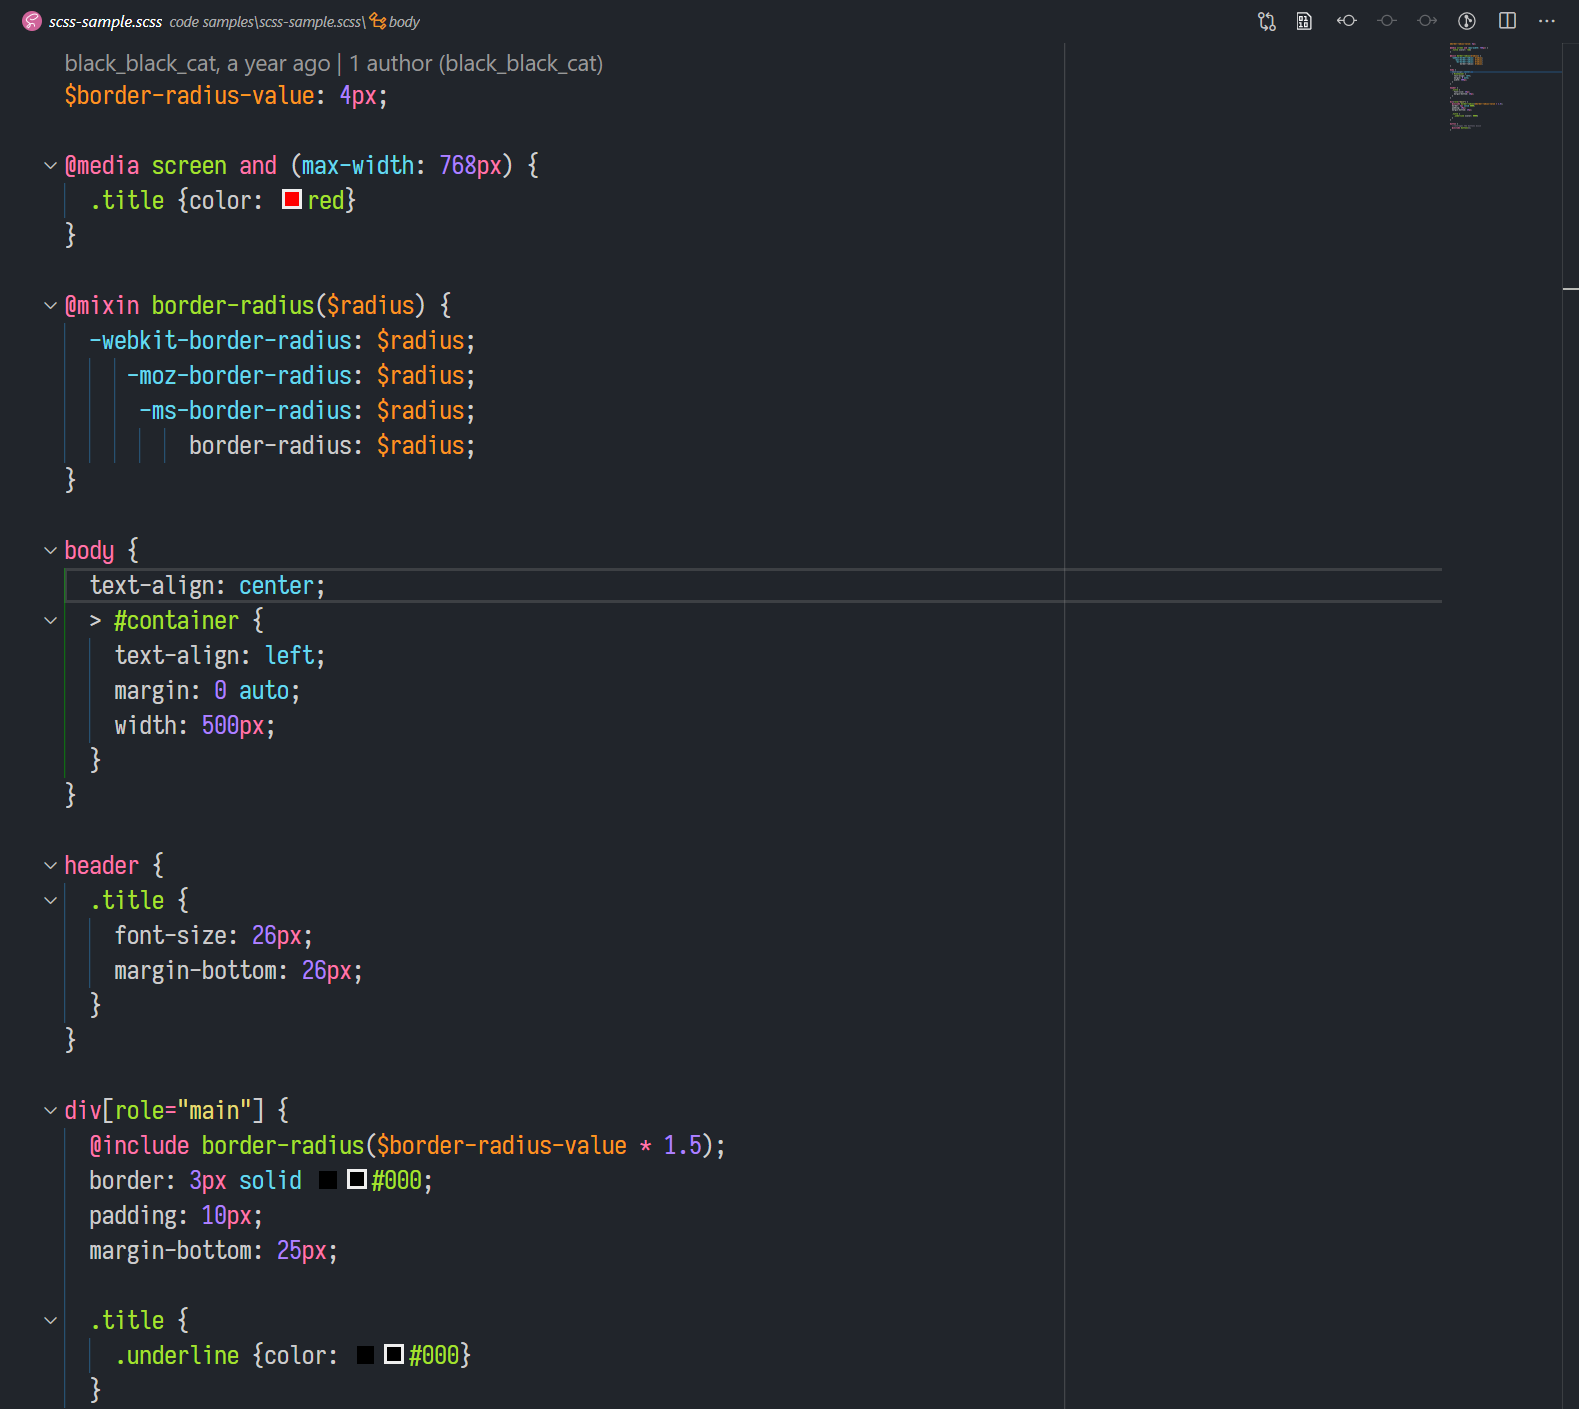 scss-sample.scss code samples\scss-sample.scss\ body
black_black_cat, a year ago | 1 author (black_black_cat)
$border-radius-value: 4px;
@media screen and (max-width: 768px) {
  .title {color: red}
}
@mixin border-radius($radius) {
  -webkit-border-radius: $radius;
     -moz-border-radius: $radius;
      -ms-border-radius: $radius;
          border-radius: $radius;
}
body {
  text-align: center;
  > #container {
    text-align: left;
    margin: 0 auto;
    width: 500px;
  }
}
header {
  .title {
    font-size: 26px;
    margin-bottom: 26px;
  }
}
div[role="main"] {
  @include border-radius($border-radius-value * 1.5);
  border: 3px solid #000;
  padding: 10px;
  margin-bottom: 25px;
  .title {
    .underline {color: #000}
  }